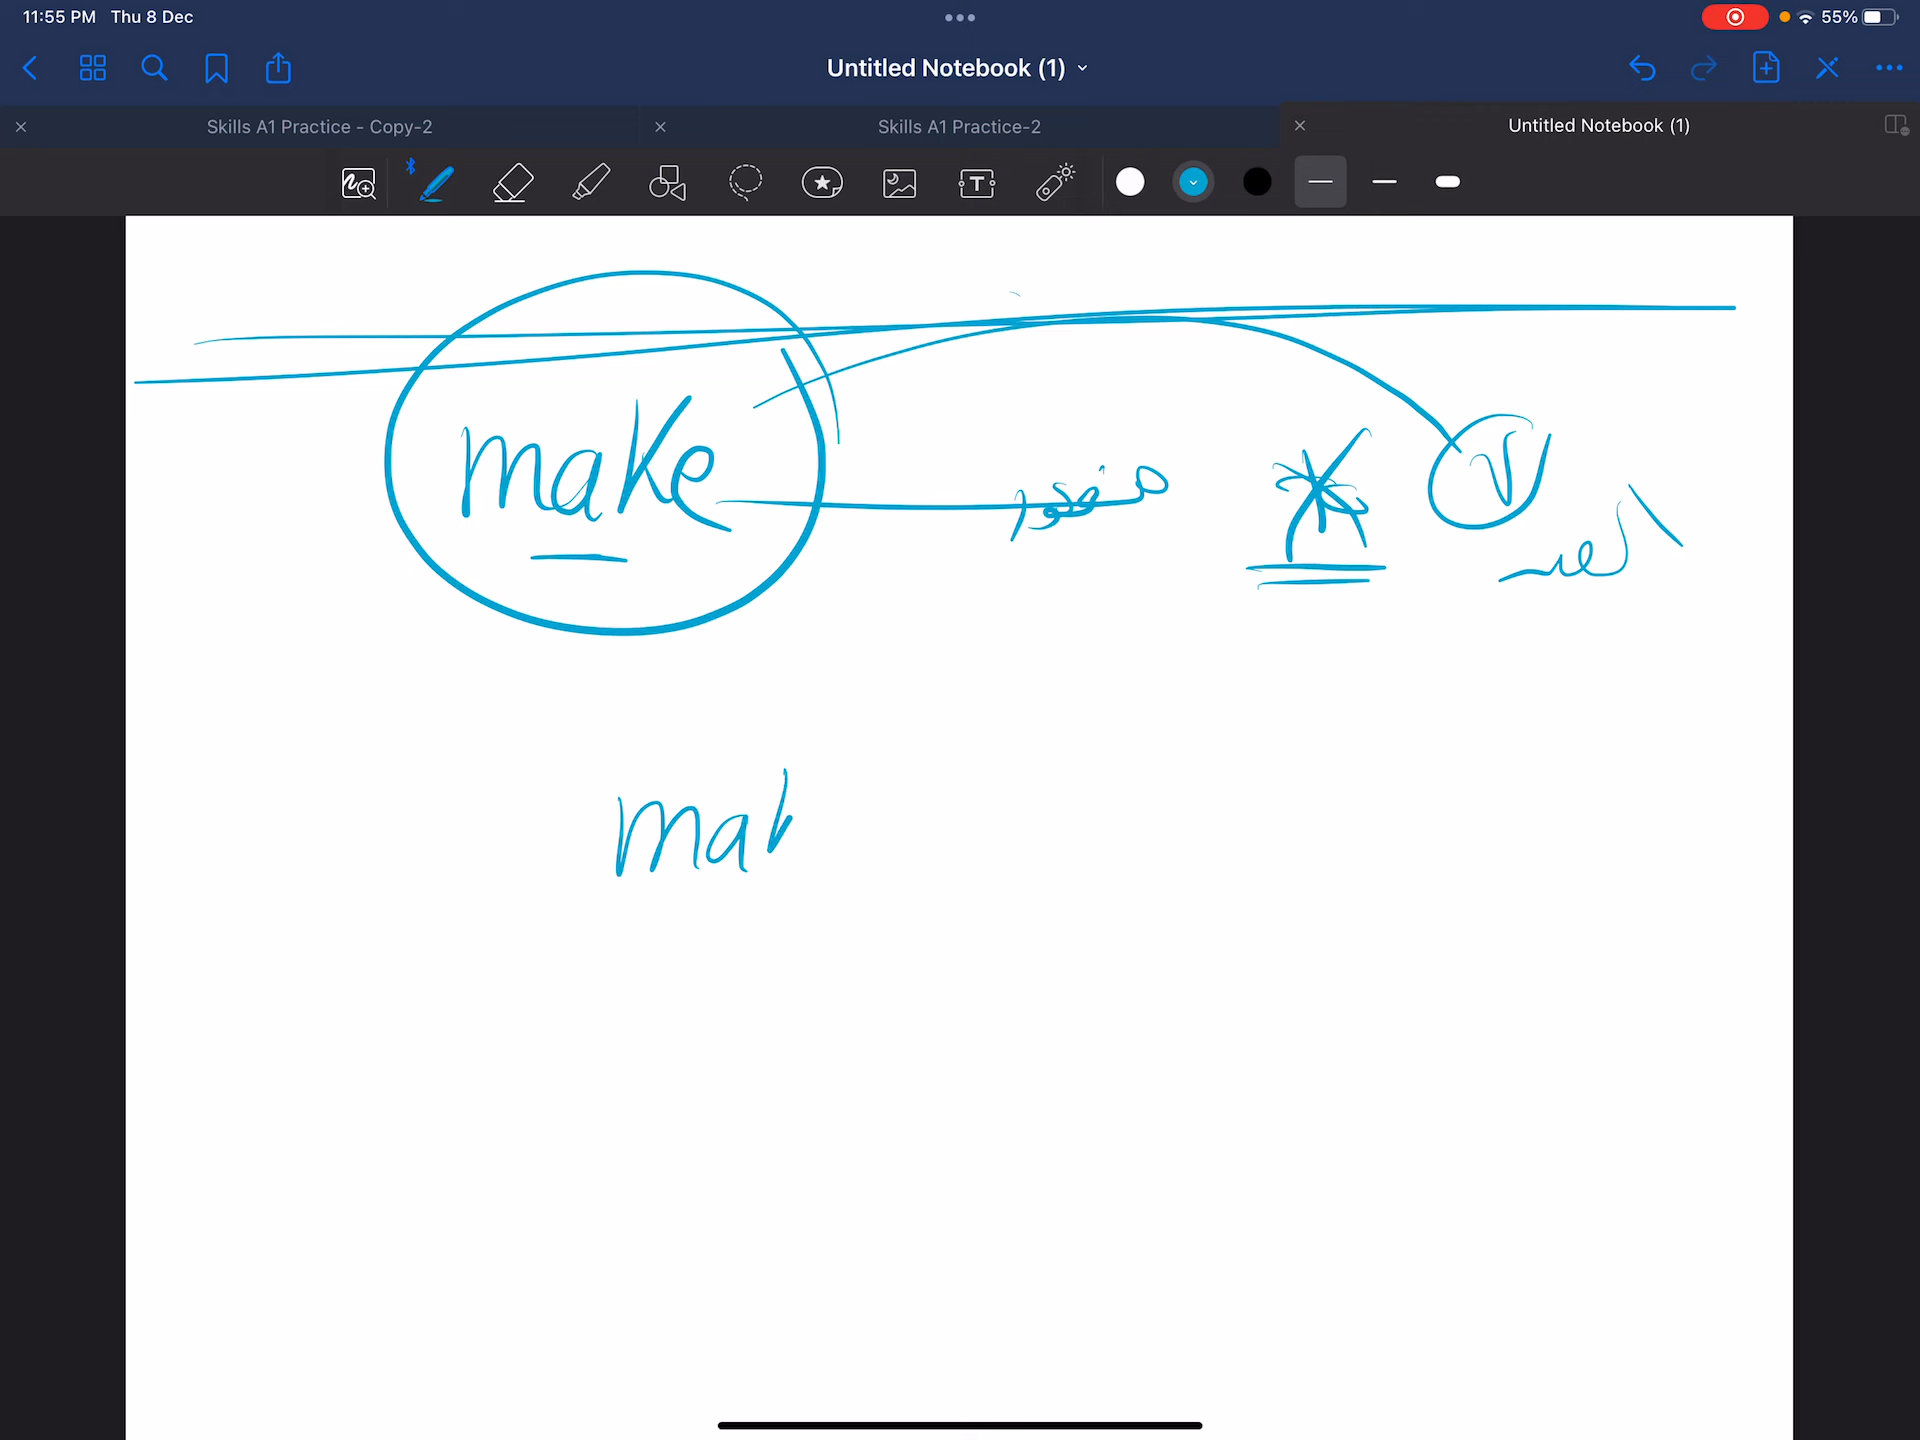 11:55 PM Thu 8 Dec 55%
Untitled Notebook (1)
Skills A1 Practice - Copy-2 Skills A1 Practice-2 Untitled Notebook (1)
T
make V
mak